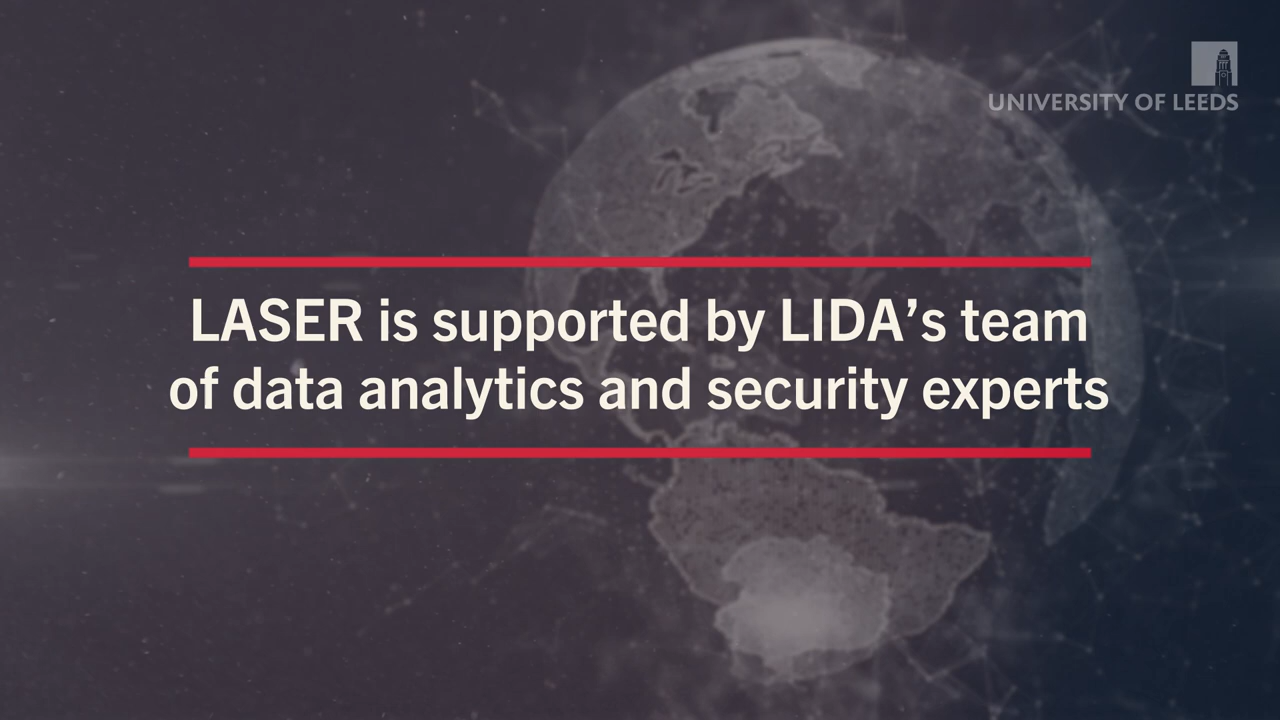 UNIVERSITY OF LEEDS
LASER is supported by LIDA’s team
of data analytics and security experts